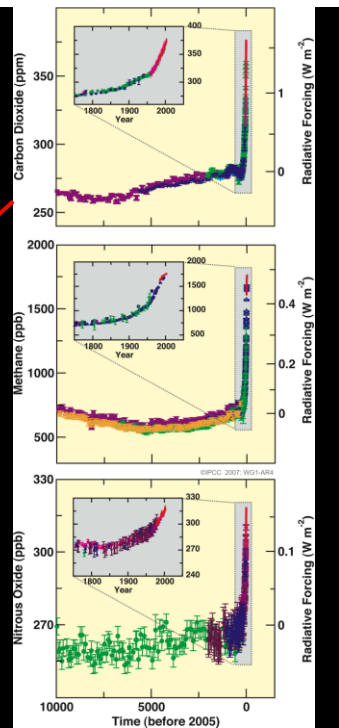 400
350
300
1800 1900 2000
Year
Carbon Dioxide (ppm)
350
300
250
1
0
Radiative Forcing (W m⁻²)
2000
1500
1000
500
1800 1900 2000
Year
Methane (ppb)
2000
1500
1000
500
0.4
0.2
0
Radiative Forcing (W m⁻²)
©IPCC 2007: WG1-AR4
330
300
270
240
1800 1900 2000
Year
Nitrous Oxide (ppb)
330
300
270
0.1
0
Radiative Forcing (W m⁻²)
10000 5000 0
Time (before 2005)